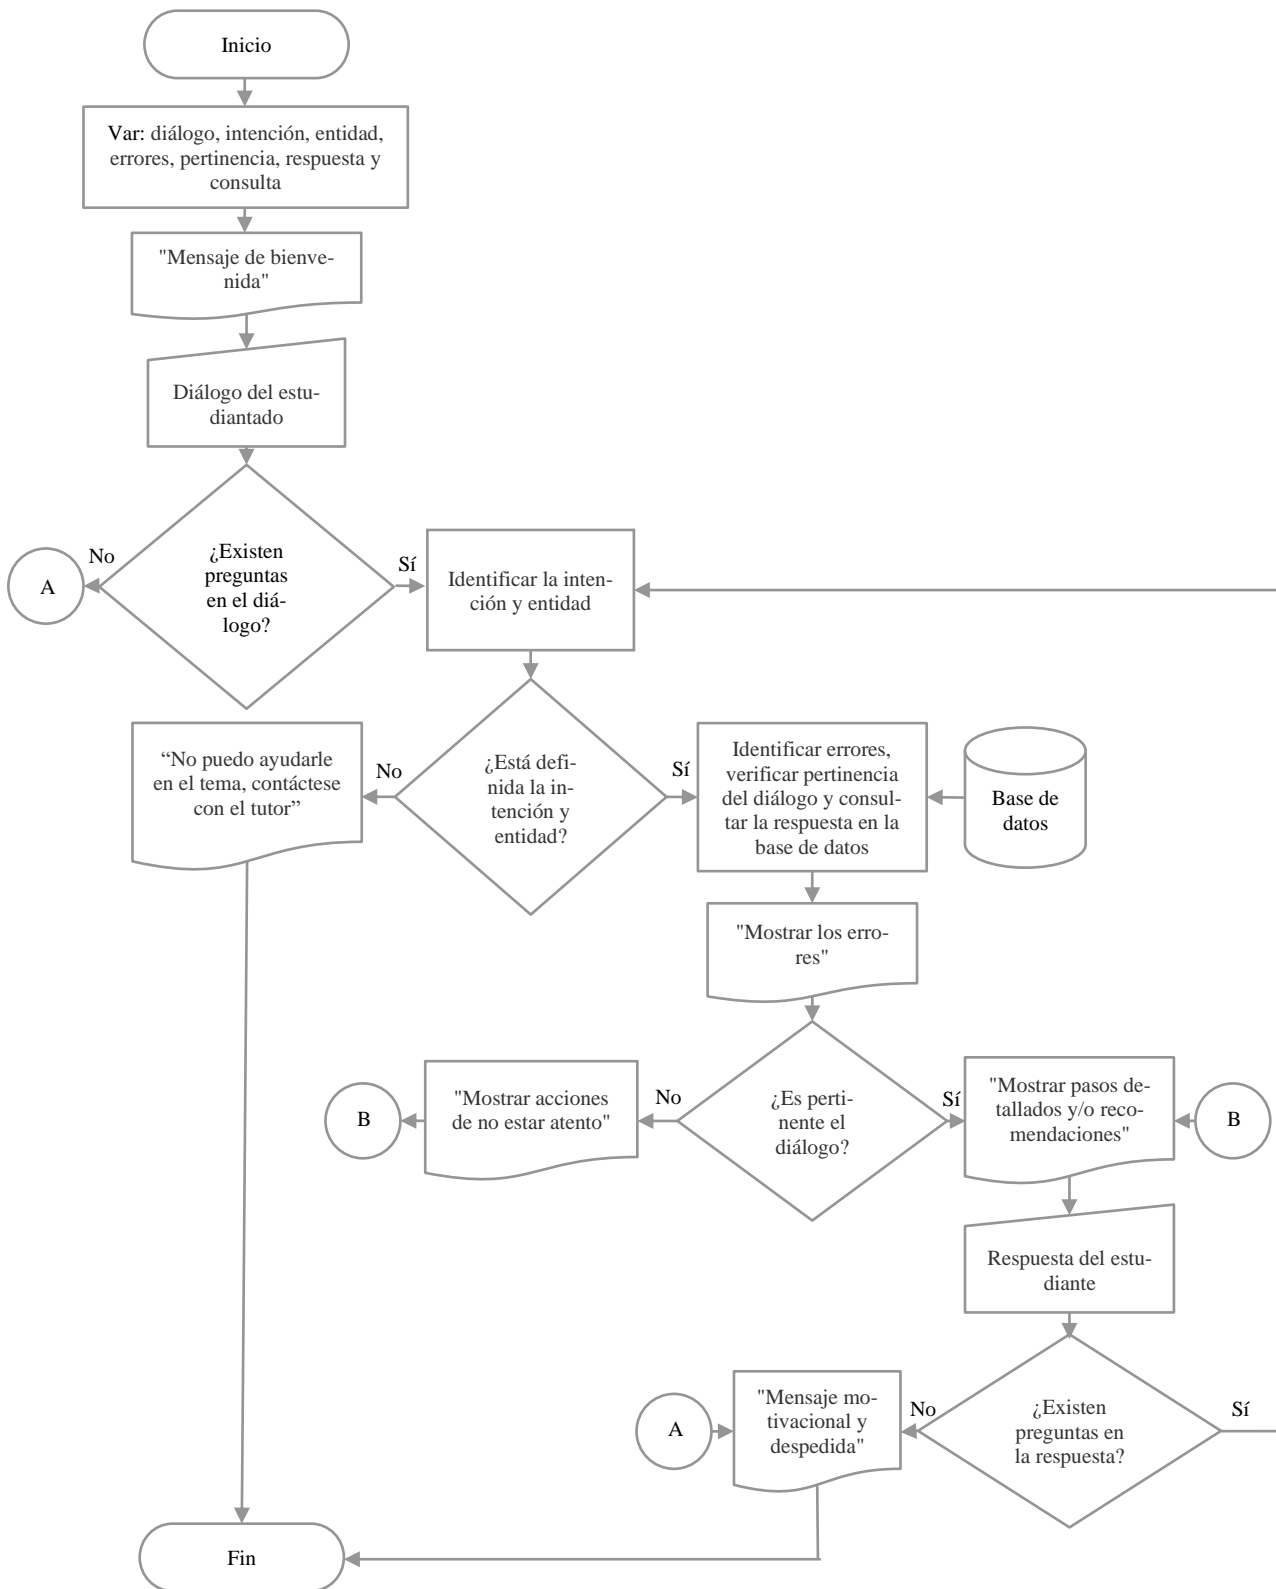 Inicio
Var: diálogo, intención, entidad,
errores, pertinencia, respuesta y
consulta
"Mensaje de bienve-
nida"
Diálogo del estu-
diantado
¿Existen
preguntas
en el diá-
logo?
No
A
Sí
Identificar la inten-
ción y entidad
¿Está defi-
nida la in-
tención y
entidad?
No
“No puedo ayudarle
en el tema, contáctese
con el tutor”
Sí
Identificar errores,
verificar pertinencia
del diálogo y consul-
tar la respuesta en la
base de datos
Base de
datos
"Mostrar los erro-
res"
¿Es perti-
nente el
diálogo?
No
"Mostrar acciones
de no estar atento"
B
Sí
"Mostrar pasos de-
tallados y/o reco-
mendaciones"
B
Respuesta del estu-
diante
¿Existen
preguntas en
la respuesta?
Sí
No
"Mensaje mo-
tivacional y
despedida"
A
Fin